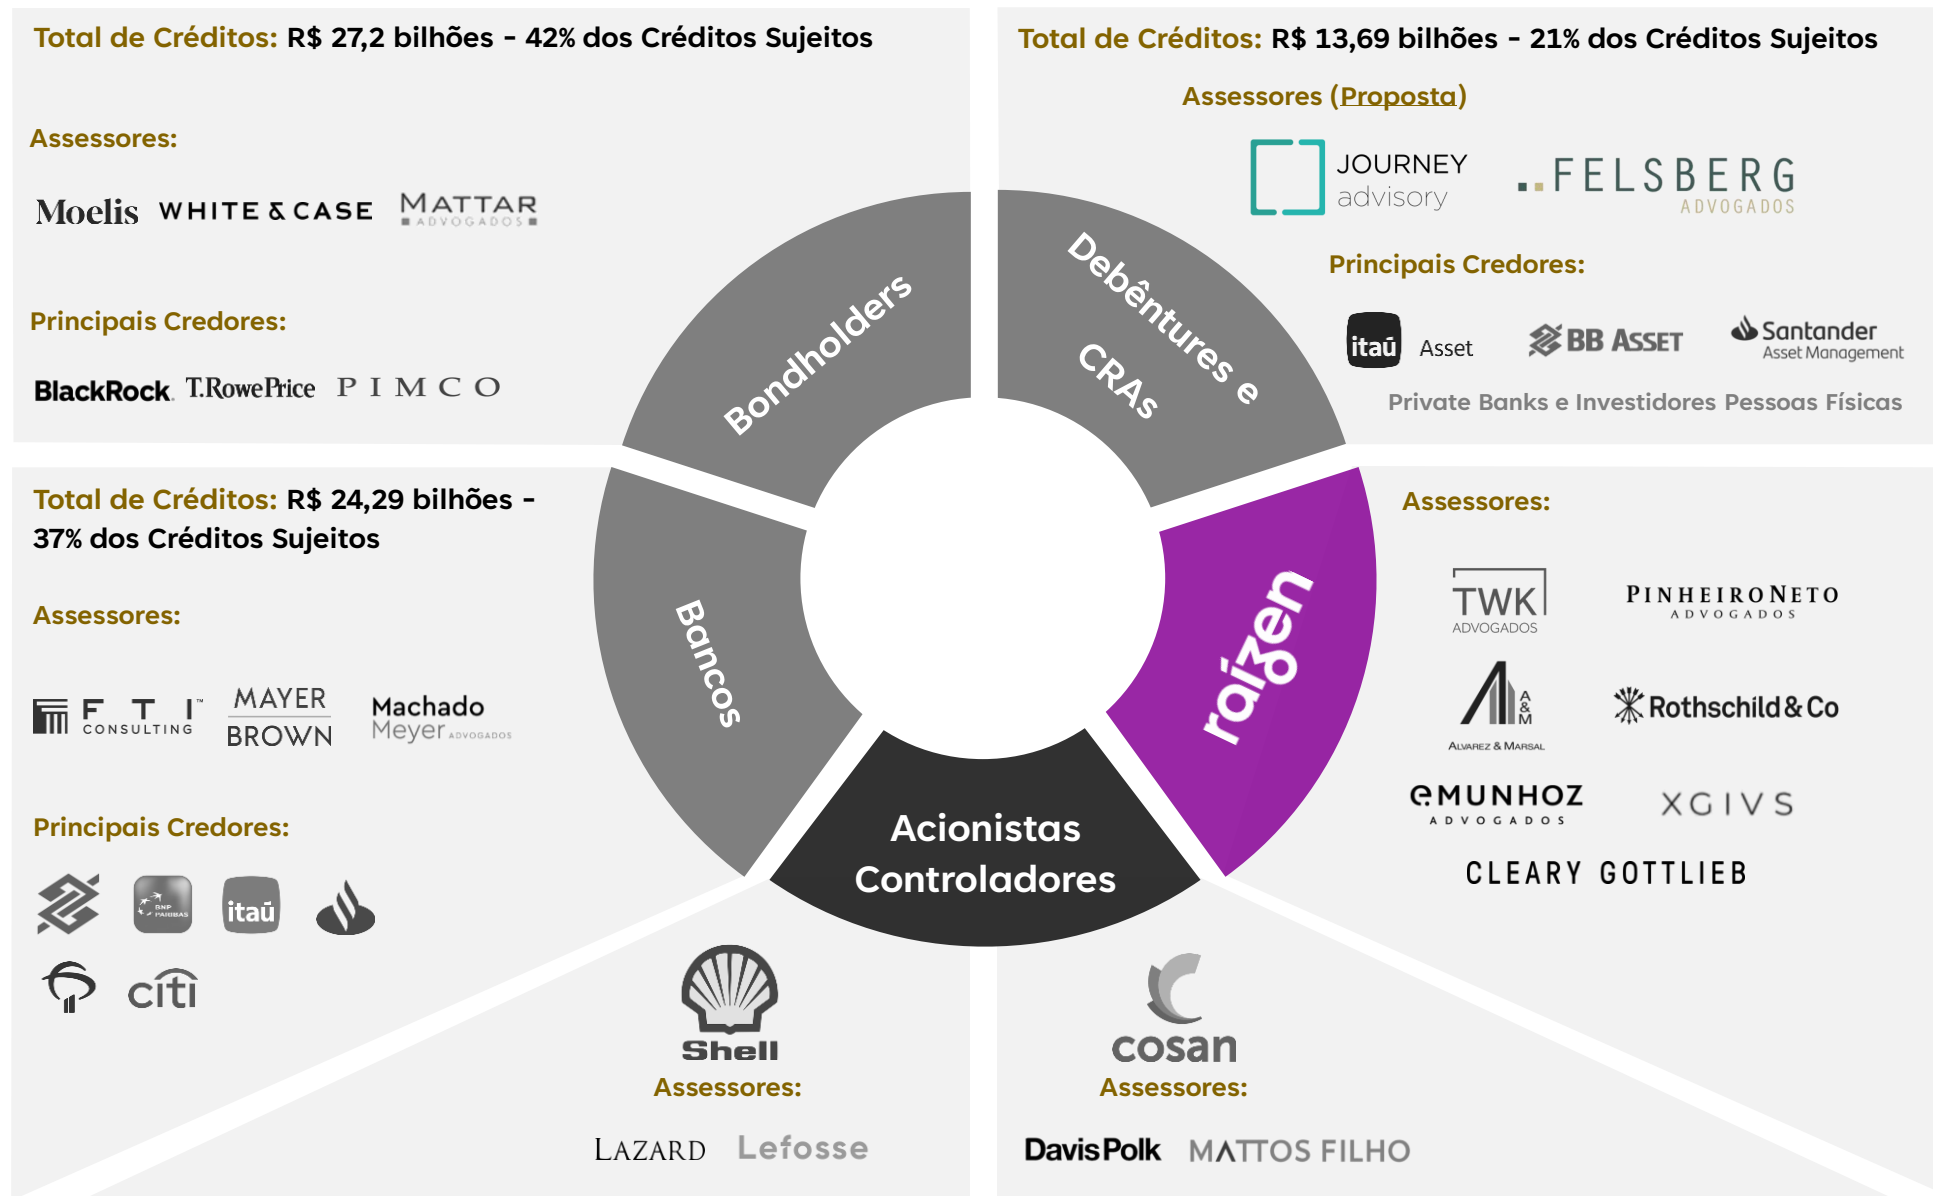 Total de Créditos: R$ 27,2 bilhões - 42% dos Créditos Sujeitos
Assessores:
Moelis WHITE & CASE MATTAR
ADVOGADOS
Principais Credores:
BlackRock. T.RowePrice PIMCO
Bondholders
Total de Créditos: R$ 13,69 bilhões - 21% dos Créditos Sujeitos
Assessores (Proposta)
JOURNEY
advisory
FELSBERG
ADVOGADOS
Principais Credores:
itaú Asset
BB ASSET
Santander
Asset Management
Private Banks e Investidores Pessoas Físicas
Debêntures e
CRAs
Total de Créditos: R$ 24,29 bilhões -
37% dos Créditos Sujeitos
Assessores:
FTI™
CONSULTING
MAYER
BROWN
Machado
Meyer ADVOGADOS
Principais Credores:
BNP
PARIBAS
itaú
citi
Bancos
raízen
Assessores:
TWK
ADVOGADOS
PINHEIRONETO
ADVOGADOS
A&M
ALVAREZ & MARSAL
Rothschild & Co
eMUNHOZ
ADVOGADOS
XGIVS
CLEARY GOTTLIEB
Acionistas
Controladores
Shell
Assessores:
LAZARD Lefosse
cosan
Assessores:
DavisPolk MATTOS FILHO